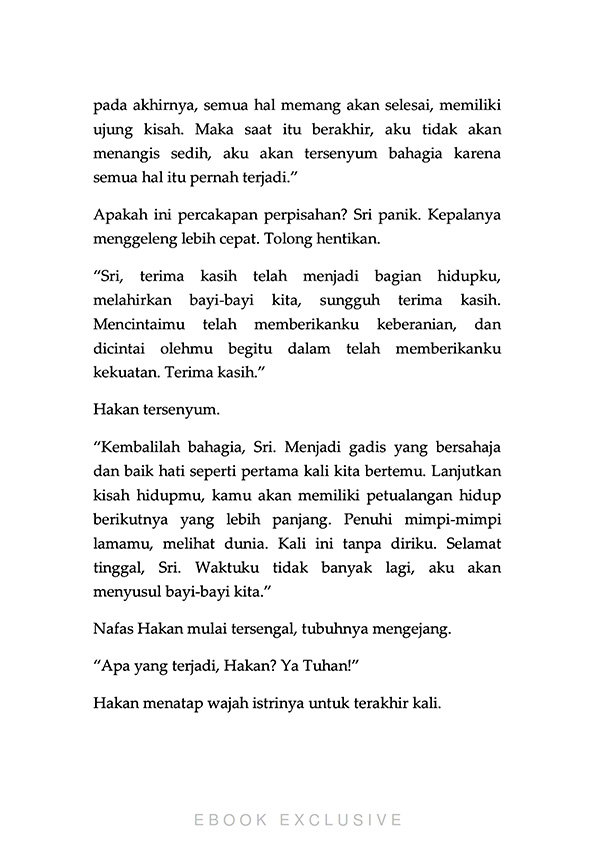 pada akhirnya, semua hal memang akan selesai, memiliki
ujung kisah. Maka saat itu berakhir, aku tidak akan
menangis sedih, aku akan tersenyum bahagia karena
semua hal itu pernah terjadi.”
Apakah ini percakapan perpisahan? Sri panik. Kepalanya
menggeleng lebih cepat. Tolong hentikan.
“Sri, terima kasih telah menjadi bagian hidupku,
melahirkan bayi-bayi kita, sungguh terima kasih.
Mencintaimu telah memberikanku keberanian, dan
dicintai olehmu begitu dalam telah memberikanku
kekuatan. Terima kasih.”
Hakan tersenyum.
“Kembalilah bahagia, Sri. Menjadi gadis yang bersahaja
dan baik hati seperti pertama kali kita bertemu. Lanjutkan
kisah hidupmu, kamu akan memiliki petualangan hidup
berikutnya yang lebih panjang. Penuhi mimpi-mimpi
lamamu, melihat dunia. Kali ini tanpa diriku. Selamat
tinggal, Sri. Waktuku tidak banyak lagi, aku akan
menyusul bayi-bayi kita.”
Nafas Hakan mulai tersengal, tubuhnya mengejang.
“Apa yang terjadi, Hakan? Ya Tuhan!”
Hakan menatap wajah istrinya untuk terakhir kali.
EBOOK EXCLUSIVE